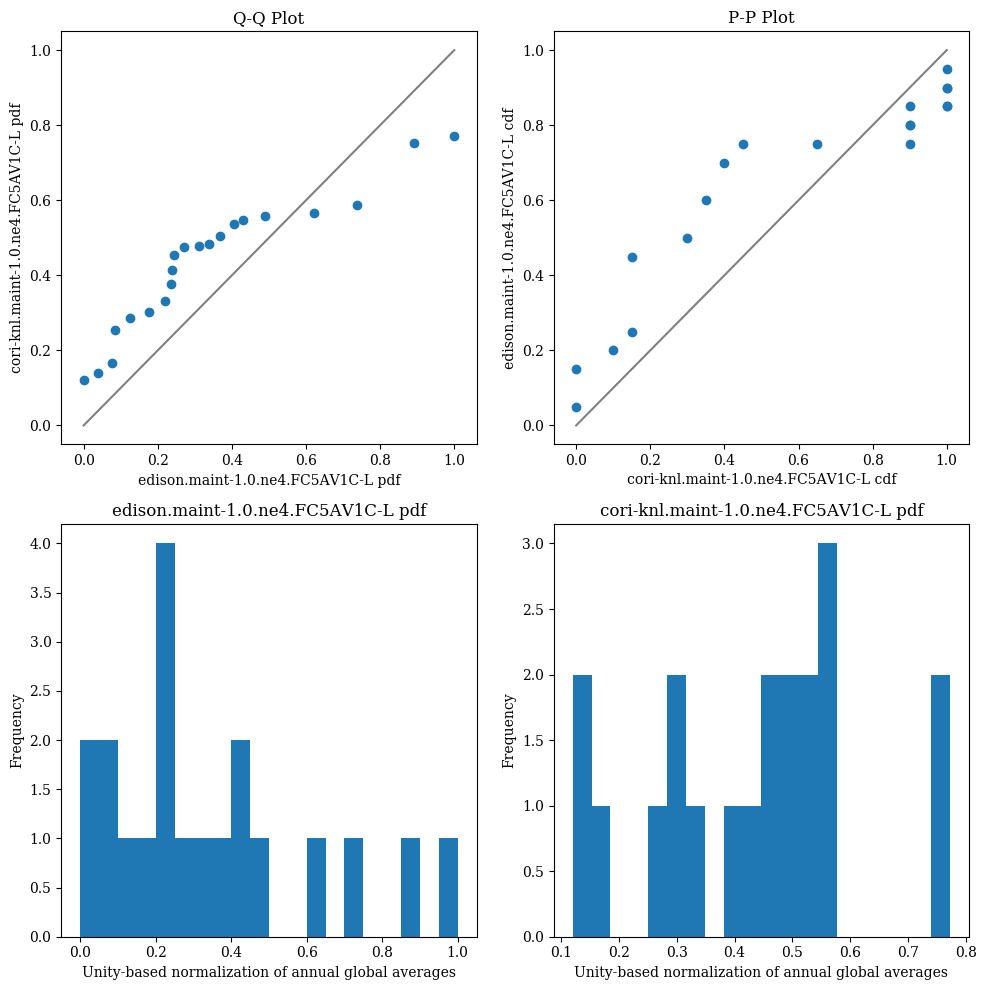 Q-Q Plot
1.0
0.8
0.6
0.4
0.2
0.0
cori-knl.maint-1.0.ne4.FC5AV1C-L pdf
0.0 0.2 0.4 0.6 0.8 1.0
edison.maint-1.0.ne4.FC5AV1C-L pdf
P-P Plot
1.0
0.8
0.6
0.4
0.2
0.0
edison.maint-1.0.ne4.FC5AV1C-L cdf
0.0 0.2 0.4 0.6 0.8 1.0
cori-knl.maint-1.0.ne4.FC5AV1C-L cdf
edison.maint-1.0.ne4.FC5AV1C-L pdf
4.0
3.5
3.0
2.5
2.0
1.5
1.0
0.5
0.0
Frequency
0.0 0.2 0.4 0.6 0.8 1.0
Unity-based normalization of annual global averages
cori-knl.maint-1.0.ne4.FC5AV1C-L pdf
3.0
2.5
2.0
1.5
1.0
0.5
0.0
Frequency
0.1 0.2 0.3 0.4 0.5 0.6 0.7 0.8
Unity-based normalization of annual global averages